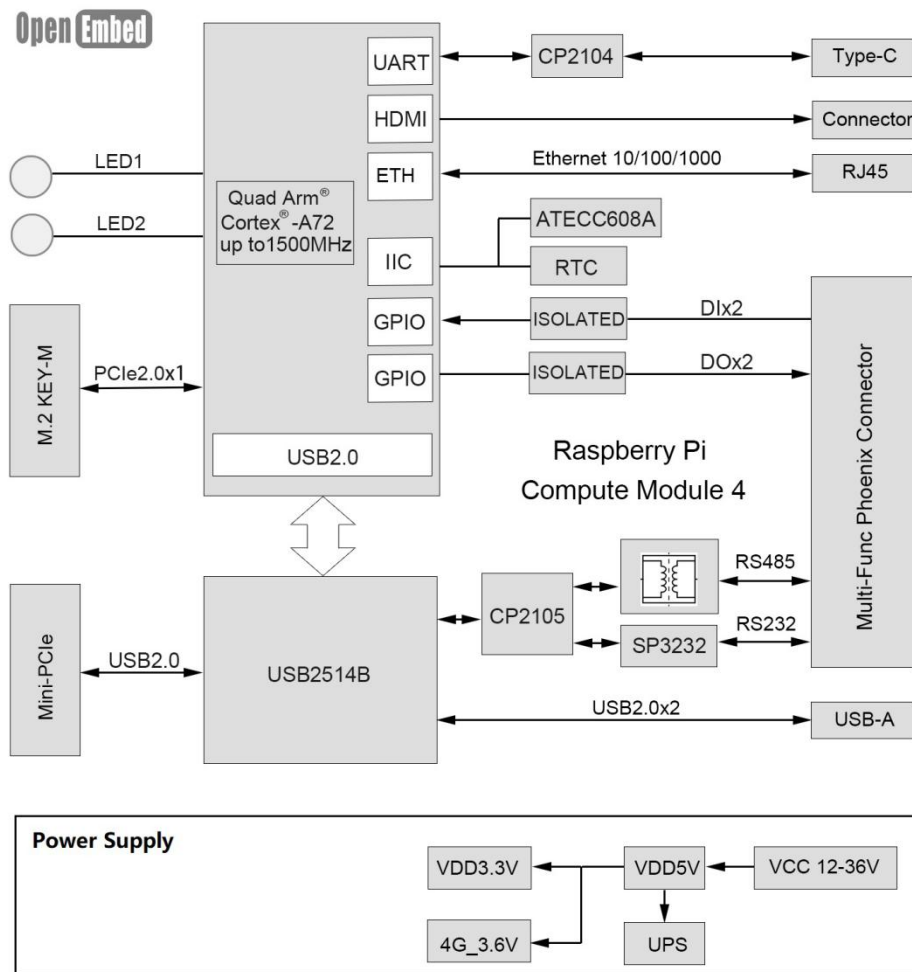 Open Embed
UART
CP2104
Type-C
HDMI
Connector
LED1
ETH
Ethernet 10/100/1000
RJ45
Quad Arm®
Cortex®-A72
up to1500MHz
LED2
ATECC608A
IIC
RTC
GPIO
ISOLATED
DIx2
M.2 KEY-M
PCIe2.0x1
GPIO
ISOLATED
DOx2
USB2.0
Raspberry Pi
Compute Module 4
Multi-Func Phoenix Connector
RS485
CP2105
RS232
SP3232
Mini-PCIe
USB2.0
USB2514B
USB2.0x2
USB-A
Power Supply
VDD3.3V
VDD5V
VCC 12-36V
4G_3.6V
UPS